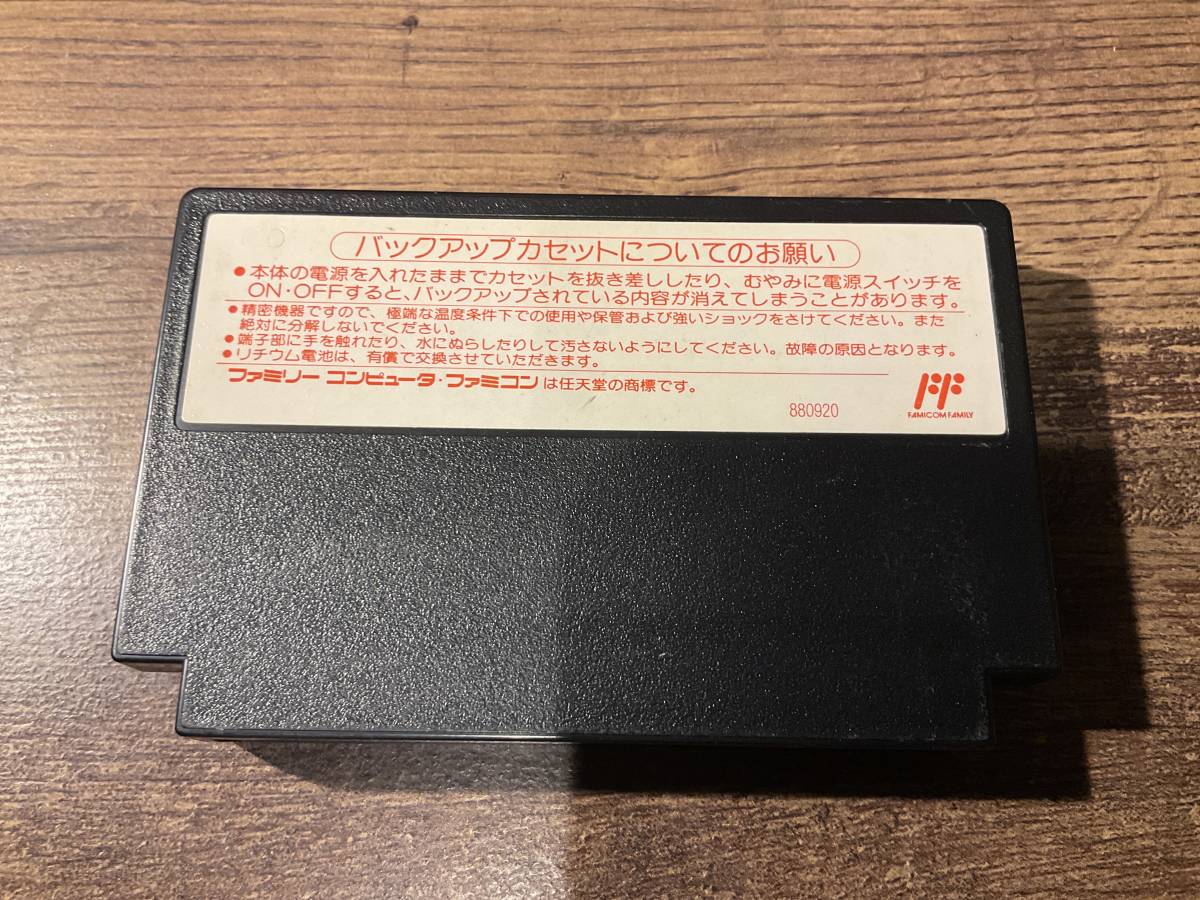 バックアップカセットについてのお願い
●本体の電源を入れたままでカセットを抜き差ししたり、むやみに電源スイッチを
ON・OFFすると、バックアップされている内容が消えてしまうことがあります。
●精密機器ですので、極端な温度条件下での使用や保管および強いショックをさけてください。また
絶対に分解しないでください。
●端子部に手を触れたり、水にぬらしたりして汚さないようにしてください。故障の原因となります。
●リチウム電池は、有償で交換させていただきます。
ファミリー コンピュータ・ファミコンは任天堂の商標です。
880920
FF
FAMICOM FAMILY